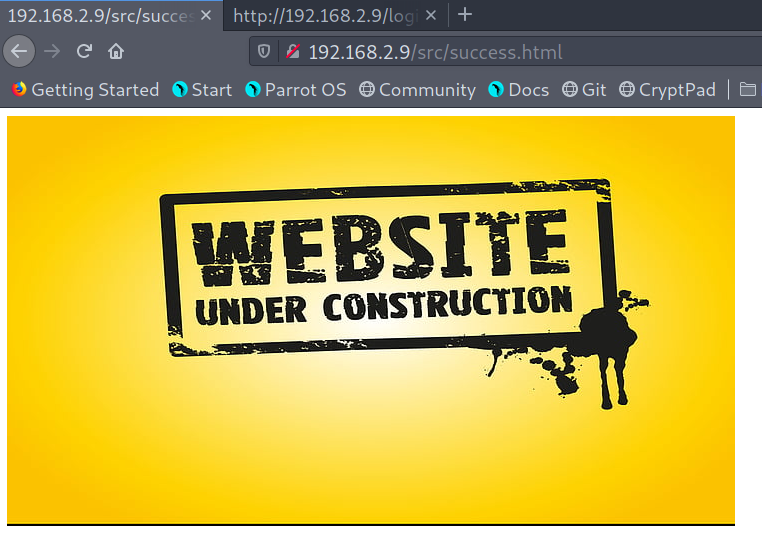 192.168.2.9/src/succes
http://192.168.2.9/logi
192.168.2.9/src/success.html
Getting Started Start Parrot OS Community Docs Git CryptPad
WEBSITE
UNDER CONSTRUCTION